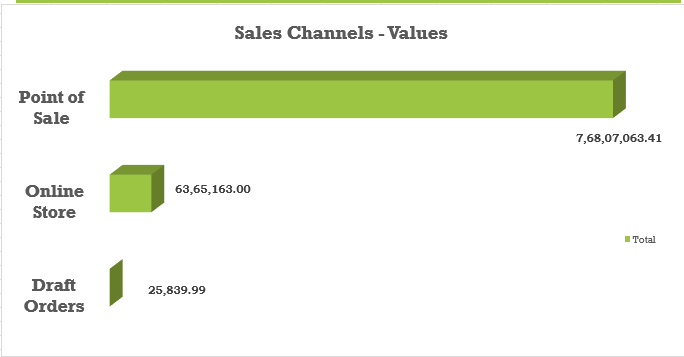 Sales Channels - Values
Point of
Sale
7,68,07,063.41
Online
Store
63,65,163.00
Total
Draft
Orders
25,839.99